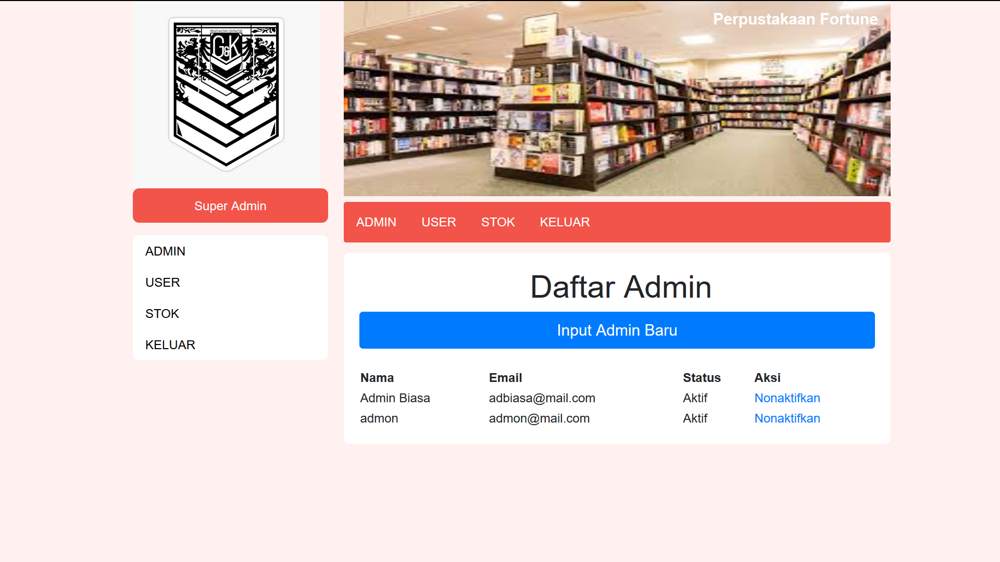 PRIVATE MILITARY CONTRACTOR
G&K
Super Admin
ADMIN
USER
STOK
KELUAR
Perpustakaan Fortune
ADMIN USER STOK KELUAR
Daftar Admin
Input Admin Baru
Nama Email Status Aksi
Admin Biasa adbiasa@mail.com Aktif Nonaktifkan
admon admon@mail.com Aktif Nonaktifkan